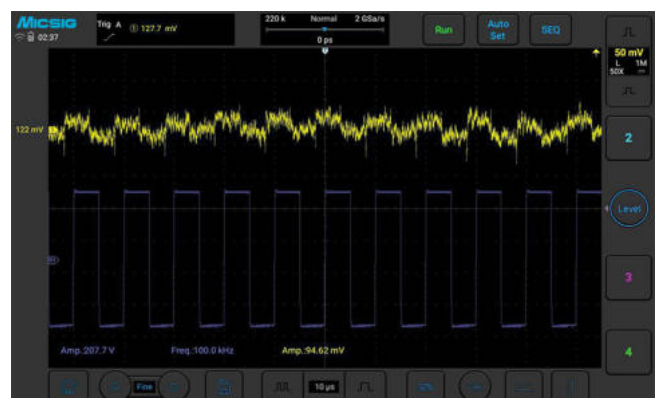 Micsig
Trig A ① 127.7 mV
220 k Normal 2 GSa/s
0 ps
Run
Auto
Set
SEQ
02:37
50 mV
L 1M
50X
122 mV
2
Level
3
Amp.:207.7 V Freq.:100.0 kHz Amp.:94.62 mV
4
Fine
10 µs